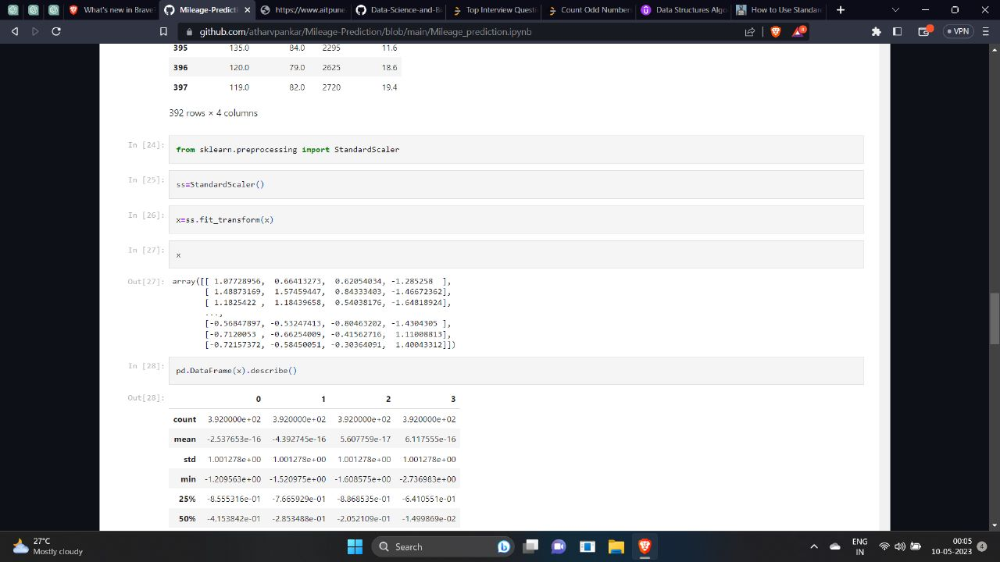 What's new in Brave
Mileage-Predicti
https://www.aitpune.
Data-Science-and-B
Top Interview Questi
Count Odd Numbers
Data Structures Algo
How to Use Standar
github.com/atharvpankar/Mileage-Prediction/blob/main/Mileage_prediction.ipynb
8
VPN
395 135.0 84.0 2295 11.6
396 120.0 79.0 2625 18.6
397 119.0 82.0 2720 19.4
392 rows × 4 columns
In [24]: from sklearn.preprocessing import StandardScaler
In [25]: ss=StandardScaler()
In [26]: x=ss.fit_transform(x)
In [27]: x
Out[27]: array([[ 1.07728956, 0.66413273, 0.62054034, -1.285258 ],
[ 1.48873169, 1.57459447, 0.84333403, -1.46672362],
[ 1.1825422 , 1.18439658, 0.54038176, -1.64818924],
...,
[-0.56847897, -0.53247413, -0.80463202, -1.4304305 ],
[-0.7120053 , -0.66254009, -0.41562716, 1.11008813],
[-0.72157372, -0.58450051, -0.30364091, 1.40043312]])
In [28]: pd.DataFrame(x).describe()
Out[28]: 0 1 2 3
count 3.920000e+02 3.920000e+02 3.920000e+02 3.920000e+02
mean -2.537653e-16 -4.392745e-16 5.607759e-17 6.117555e-16
std 1.001278e+00 1.001278e+00 1.001278e+00 1.001278e+00
min -1.209563e+00 -1.520975e+00 -1.608575e+00 -2.736983e+00
25% -8.555316e-01 -7.665929e-01 -8.868535e-01 -6.410551e-01
50% -4.153842e-01 -2.853488e-01 -2.052109e-01 -1.499869e-02
27°C
Mostly cloudy
Search
ENG
IN
00:05
10-05-2023
4